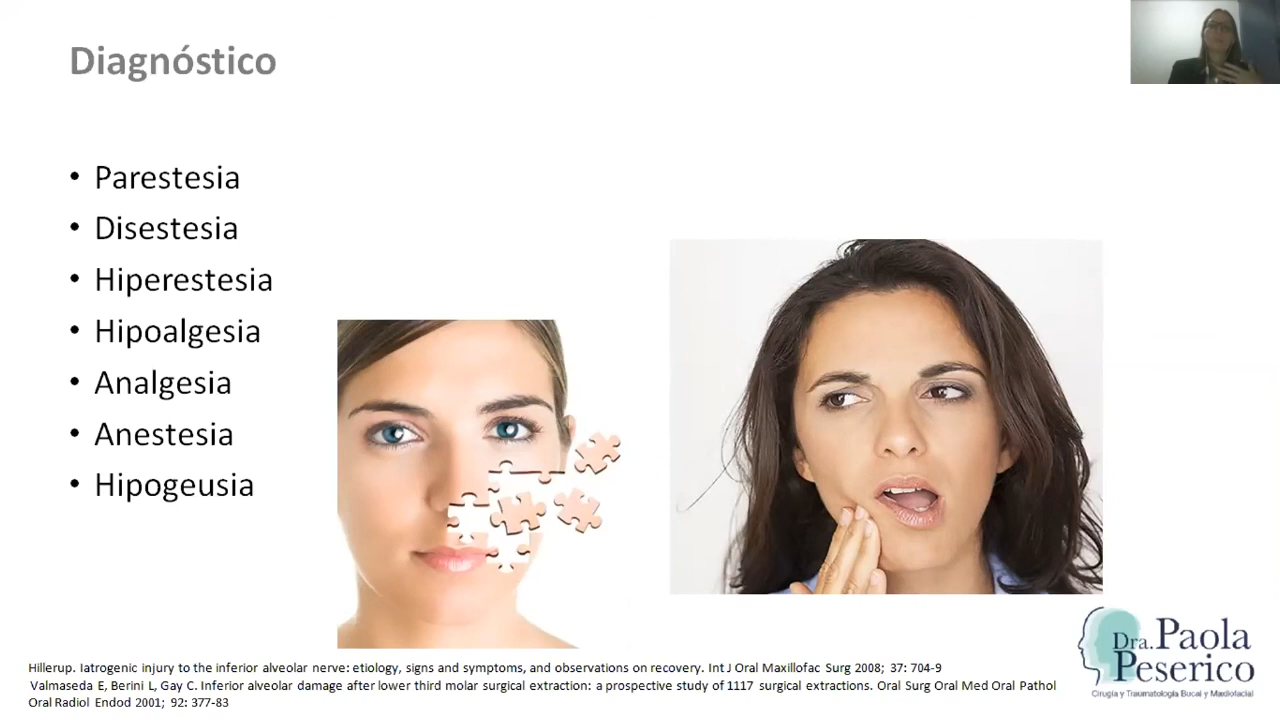 Diagnóstico
• Parestesia
• Disestesia
• Hiperestesia
• Hipoalgesia
• Analgesia
• Anestesia
• Hipogeusia
Hillerup. Iatrogenic injury to the inferior alveolar nerve: etiology, signs and symptoms, and observations on recovery. Int J Oral Maxillofac Surg 2008; 37: 704-9
Valmaseda E, Berini L, Gay C. Inferior alveolar damage after lower third molar surgical extraction: a prospective study of 1117 surgical extractions. Oral Surg Oral Med Oral Pathol
Oral Radiol Endod 2001; 92: 377-83
Dra. Paola
Peserico
Cirugía y Traumatología Bucal y Maxilofacial